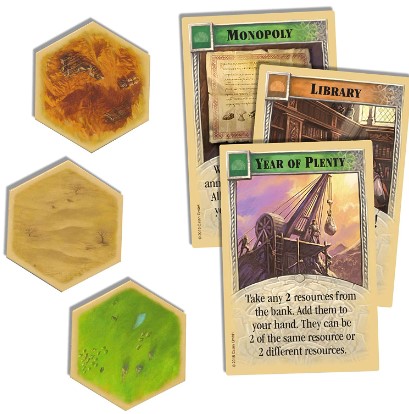 MONOPOLY
LIBRARY
YEAR OF PLENTY
Take any 2 resources from
the bank. Add them to
your hand. They can be
2 of the same resource or
2 different resources.